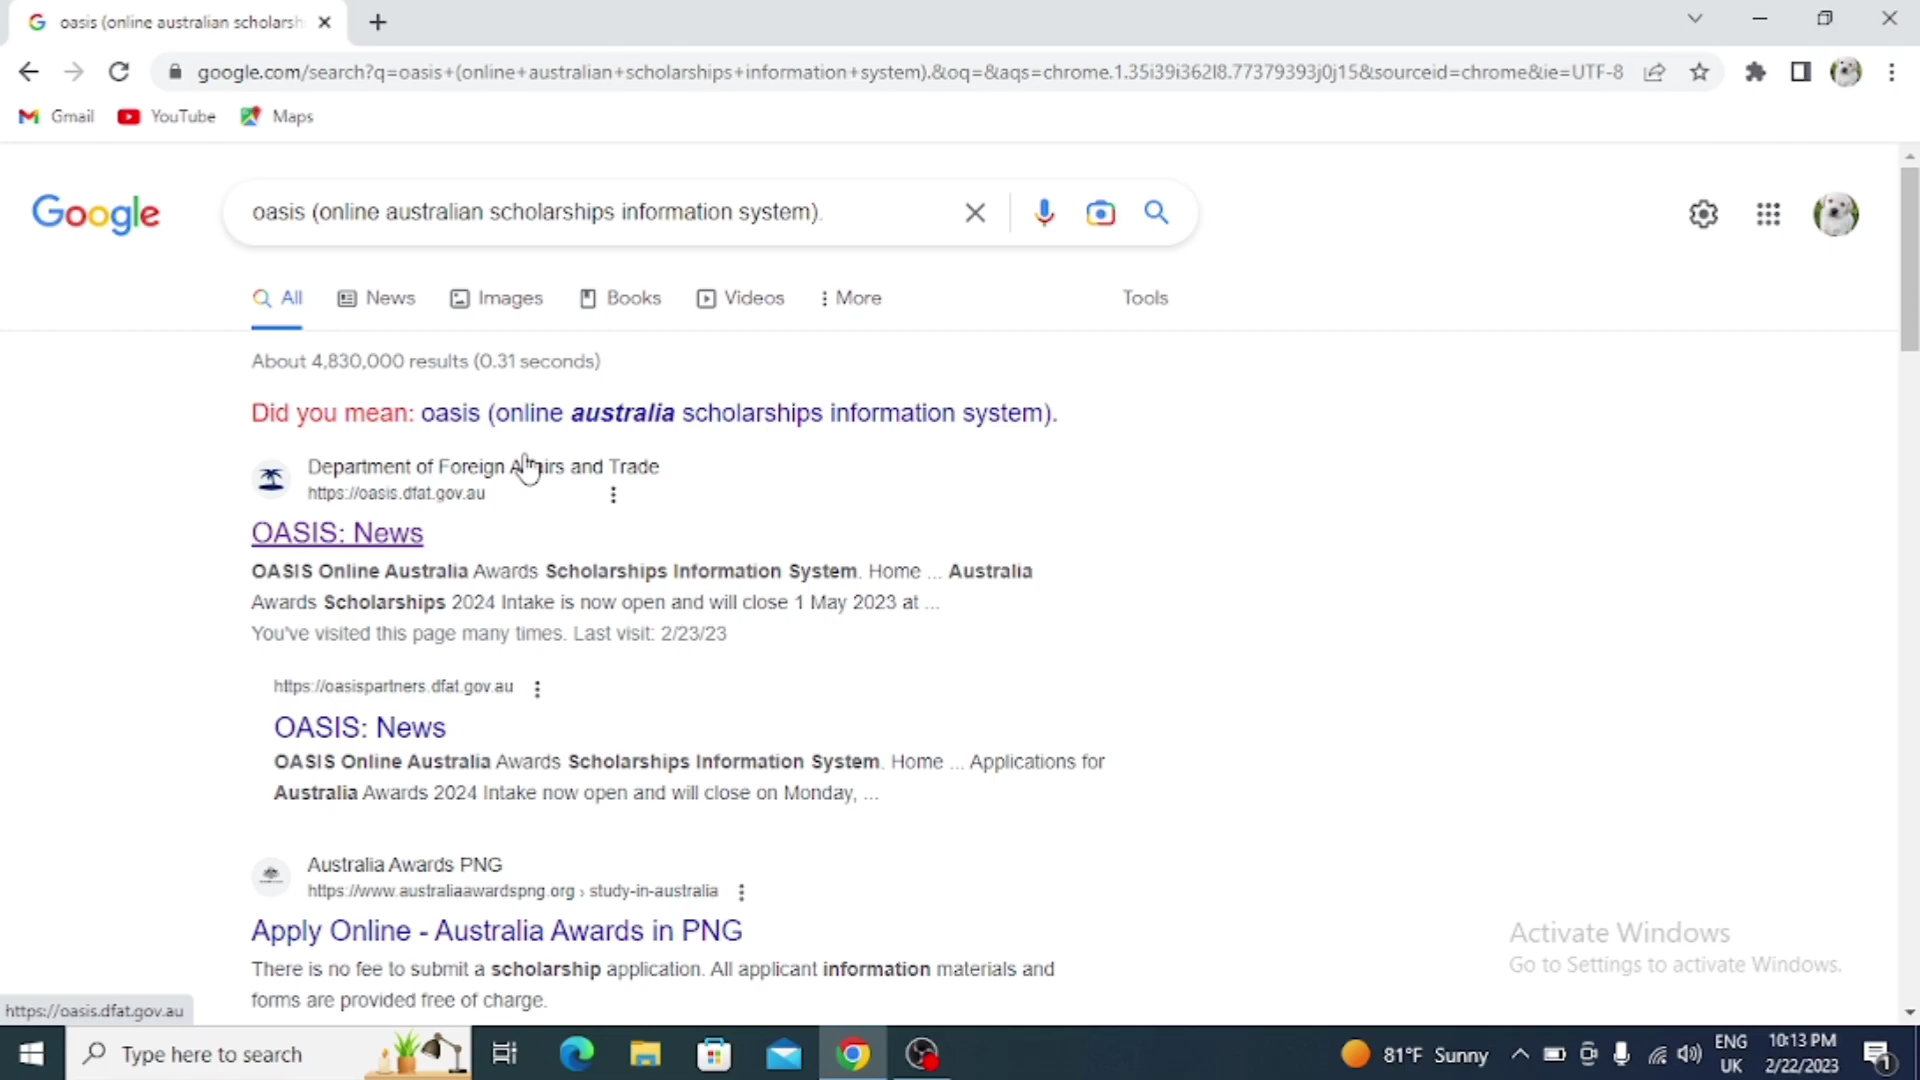 oasis (online australian scholarsh
google.com/search?q=oasis+(online+australian+scholarships+information+system).&oq=&aqs=chrome.1.35i39i362l8.77379393j0j15&sourceid=chrome&ie=UTF-8
Gmail YouTube Maps
Google oasis (online australian scholarships information system).
All News Images Books Videos More Tools
About 4,830,000 results (0.31 seconds)
Did you mean: oasis (online australia scholarships information system).
Department of Foreign Affairs and Trade
https://oasis.dfat.gov.au
OASIS: News
OASIS Online Australia Awards Scholarships Information System. Home ... Australia
Awards Scholarships 2024 Intake is now open and will close 1 May 2023 at ...
You've visited this page many times. Last visit: 2/23/23
https://oasispartners.dfat.gov.au
OASIS: News
OASIS Online Australia Awards Scholarships Information System. Home ... Applications for
Australia Awards 2024 Intake now open and will close on Monday, ...
Australia Awards PNG
https://www.australiaawardspng.org › study-in-australia
Apply Online - Australia Awards in PNG
There is no fee to submit a scholarship application. All applicant information materials and
forms are provided free of charge.
Activate Windows
Go to Settings to activate Windows.
https://oasis.dfat.gov.au
Type here to search
81°F Sunny
ENG
UK
10:13 PM
2/22/2023
1